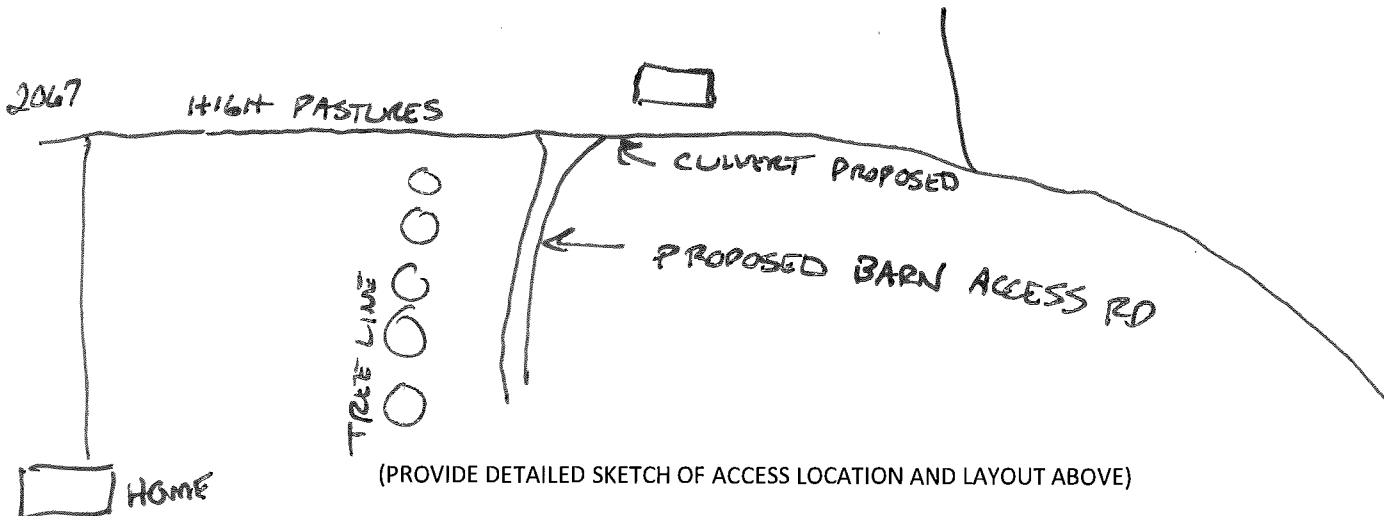 2067
HIGH PASTURES
CULVERT PROPOSED
PROPOSED BARN ACCESS RD
TREE LINE
HOME
(PROVIDE DETAILED SKETCH OF ACCESS LOCATION AND LAYOUT ABOVE)